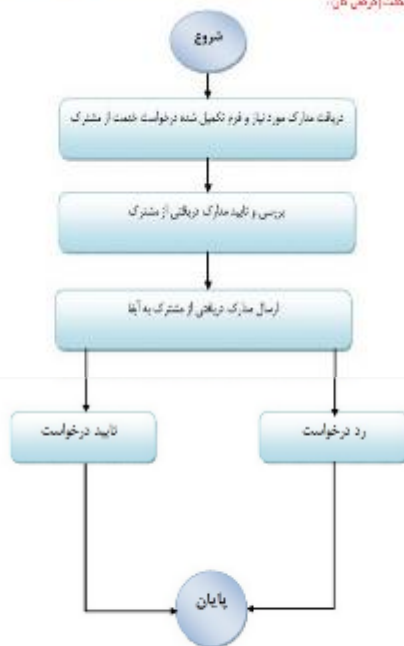 شروع
دریافت مدارک مورد نیاز و فرم تکمیل شده درخواست خدمت از مشترک
بررسی و تایید مدارک دریافتی از مشترک
ارسال مدارک دریافتی از مشترک به آبفا
تایید درخواست
رد درخواست
پایان